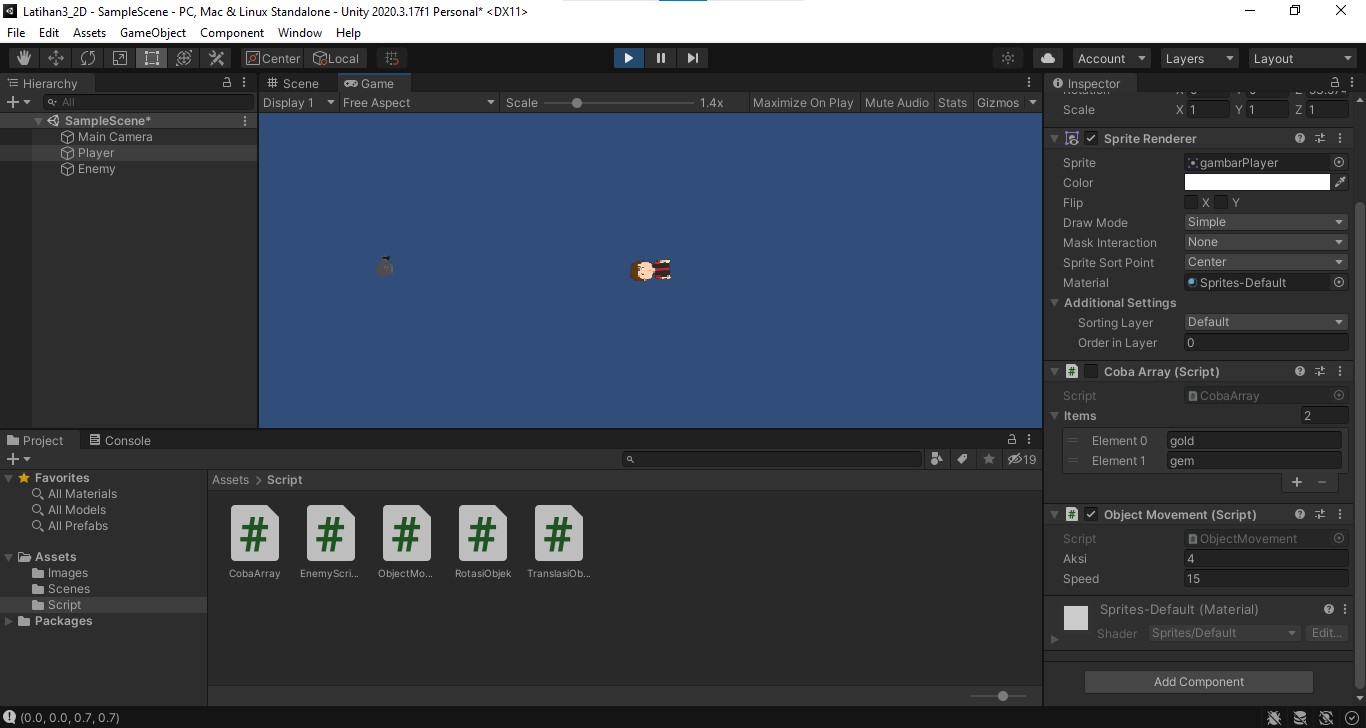 Latihan3_2D - SampleScene - PC, Mac & Linux Standalone - Unity 2020.3.17f1 Personal* <DX11>
File Edit Assets GameObject Component Window Help
Center Local
Account Layers Layout
Hierarchy
All
SampleScene*
Main Camera
Player
Enemy
Scene Game
Display 1 Free Aspect Scale 1.4x Maximize On Play Mute Audio Stats Gizmos
Inspector
Scale X 1 Y 1 Z 1
Sprite Renderer
Sprite gambarPlayer
Color
Flip X Y
Draw Mode Simple
Mask Interaction None
Sprite Sort Point Center
Material Sprites-Default
Additional Settings
Sorting Layer Default
Order in Layer 0
Coba Array (Script)
Script CobaArray
Items 2
Element 0 gold
Element 1 gem
Object Movement (Script)
Script ObjectMovement
Aksi 4
Speed 15
Sprites-Default (Material)
Shader Sprites/Default Edit...
Add Component
Project Console
19
Favorites
All Materials
All Models
All Prefabs
Assets
Images
Scenes
Script
Packages
Assets > Script
CobaArray EnemyScri... ObjectMo... RotasiObjek TranslasiOb...
(0.0, 0.0, 0.7, 0.7)